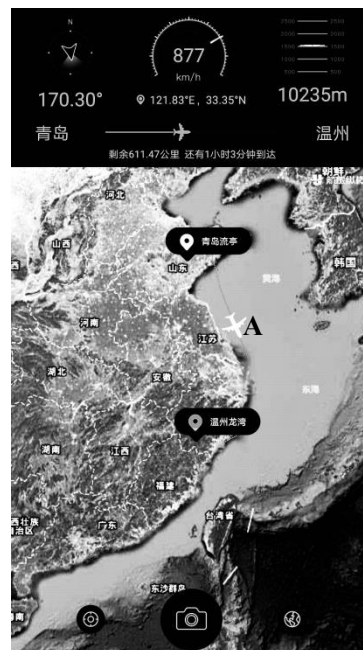 N
877
km/h
170.30°
121.83°E, 33.35°N
10235m
青岛
温州
剩余611.47公里 还有1小时3分钟到达
朝鲜
河北
山西
青岛流亭
山东
韩国
黄海
A
河南
江苏
湖北
安徽
东海
温州龙湾
湖南
江西
福建
台湾省
广东
东沙群岛